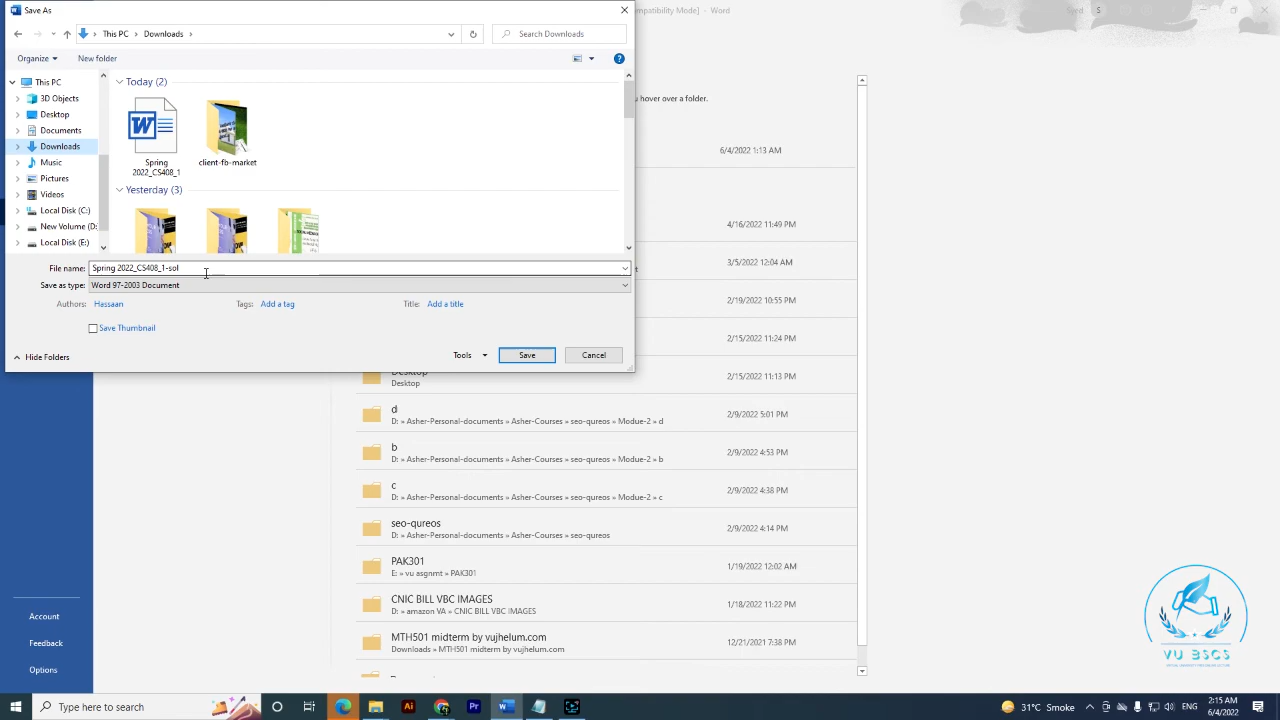 Save As
[Compatibility Mode] - Word
Syed S
This PC
Downloads
Search Downloads
Organize
New folder
This PC
3D Objects
Desktop
Documents
Downloads
Music
Pictures
Videos
Local Disk (C:)
New Volume (D:
Local Disk (E:)
Today (2)
Spring
2022_CS408_1
client-fb-market
Yesterday (3)
File name: Spring 2022_CS408_1-sol
Save as type: Word 97-2003 Document
Authors: Hassaan
Tags: Add a tag
Title: Add a title
Save Thumbnail
Hide Folders
Tools
Save
Cancel
u hover over a folder.
6/4/2022 1:13 AM
4/16/2022 11:49 PM
3/5/2022 12:04 AM
2/19/2022 10:55 PM
2/15/2022 11:24 PM
Desktop
Desktop
2/15/2022 11:13 PM
d
D: » Asher-Personal-documents » Asher-Courses » seo-qureos » Modue-2 » d
2/9/2022 5:01 PM
b
D: » Asher-Personal-documents » Asher-Courses » seo-qureos » Modue-2 » b
2/9/2022 4:53 PM
c
D: » Asher-Personal-documents » Asher-Courses » seo-qureos » Modue-2 » c
2/9/2022 4:38 PM
seo-qureos
D: » Asher-Personal-documents » Asher-Courses » seo-qureos
2/9/2022 4:14 PM
PAK301
E: » vu asgnmt » PAK301
1/19/2022 12:02 AM
CNIC BILL VBC IMAGES
D: » amazon VA » CNIC BILL VBC IMAGES
1/18/2022 11:22 PM
MTH501 midterm by vujhelum.com
Downloads » MTH501 midterm by vujhelum.com
12/21/2021 7:38 PM
Account
Feedback
Options
VU BSCS
Type here to search
31°C Smoke
2:15 AM
6/4/2022